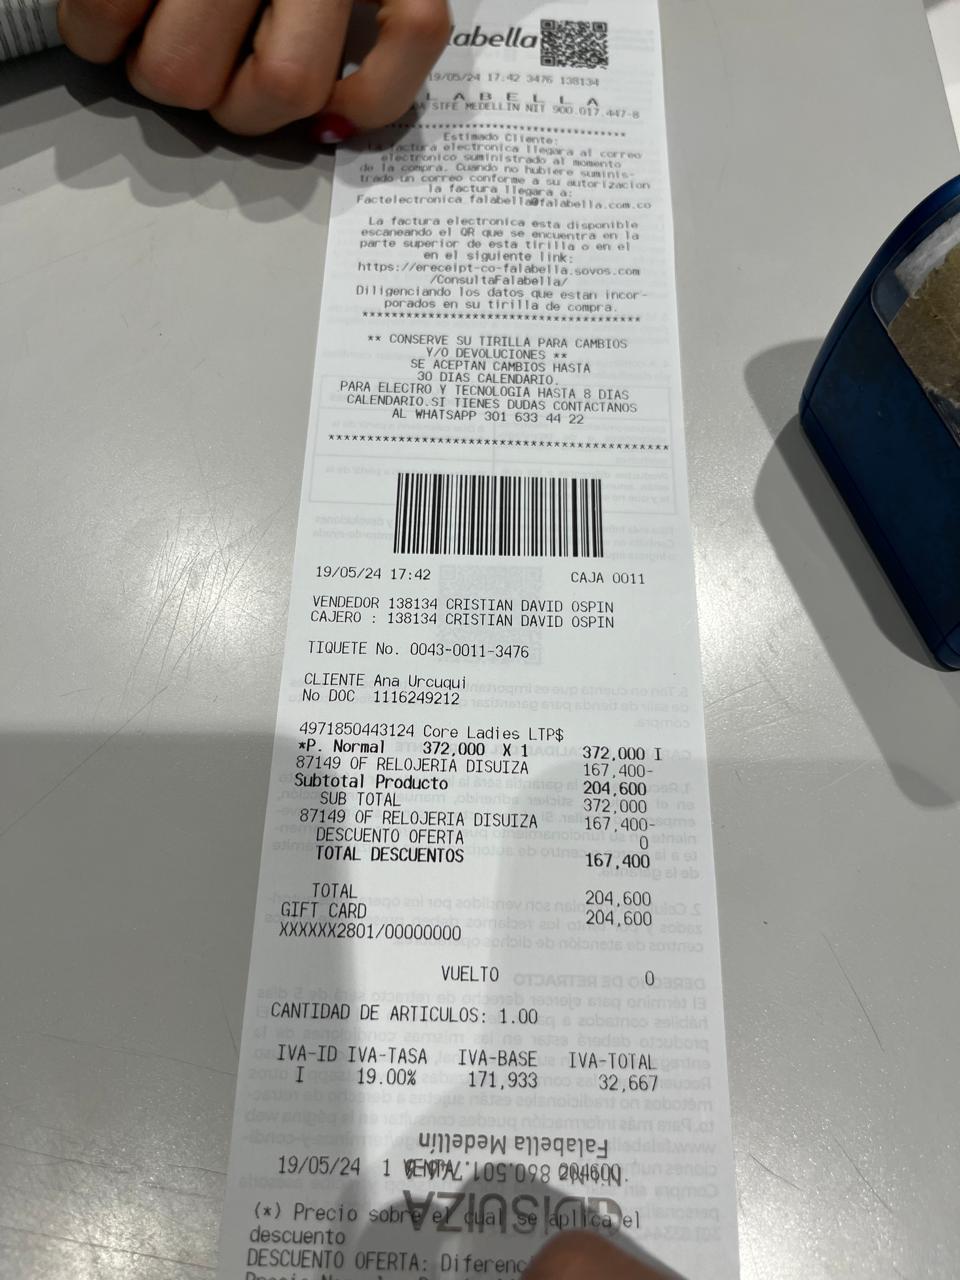 alabella
19/05/24 17:42 3476 138134
L A B E L L A
STFE MEDELLIN NIT 900.017.447-8
********************************
Estimado Cliente:
La factura electronica llegara al correo
electronico suministrado al momento
de la compra. Cuando no hubiere suminis-
trado un correo conforme a su autorizacion
la factura llegara a:
Factelectronica_falabella@falabella.com.co
La factura electronica esta disponible
escaneando el QR que se encuentra en la
parte superior de esta tirilla o en el
en el siguiente link:
https://ereceipt-co-falabella.sovos.com
/ConsultaFalabella/
Diligenciando los datos que estan incor-
porados en su tirilla de compra.
****************************************
** CONSERVE SU TIRILLA PARA CAMBIOS
Y/O DEVOLUCIONES **
SE ACEPTAN CAMBIOS HASTA
30 DIAS CALENDARIO.
PARA ELECTRO Y TECNOLOGIA HASTA 8 DIAS
CALENDARIO.SI TIENES DUDAS CONTACTANOS
AL WHATSAPP 301 633 44 22
****************************************
19/05/24 17:42 CAJA 0011
VENDEDOR 138134 CRISTIAN DAVID OSPIN
CAJERO : 138134 CRISTIAN DAVID OSPIN
TIQUETE No. 0043-0011-3476
CLIENTE Ana Urcuqui
No DOC 1116249212
4971850443124 Core Ladies LTP$
*P. Normal 372,000 X 1 372,000 I
87149 OF RELOJERIA DISUIZA 167,400-
Subtotal Producto 204,600
SUB TOTAL 372,000
87149 OF RELOJERIA DISUIZA 167,400-
DESCUENTO OFERTA 0
TOTAL DESCUENTOS 167,400
TOTAL 204,600
GIFT CARD 204,600
XXXXXX2801/00000000
VUELTO 0
CANTIDAD DE ARTICULOS: 1.00
IVA-ID IVA-TASA IVA-BASE IVA-TOTAL
I 19.00% 171,933 32,667
Falabella Medellín
19/05/24 1 VENTA 204600
DISUIZA
(*) Precio sobre el cual se aplica el
descuento
DESCUENTO OFERTA: